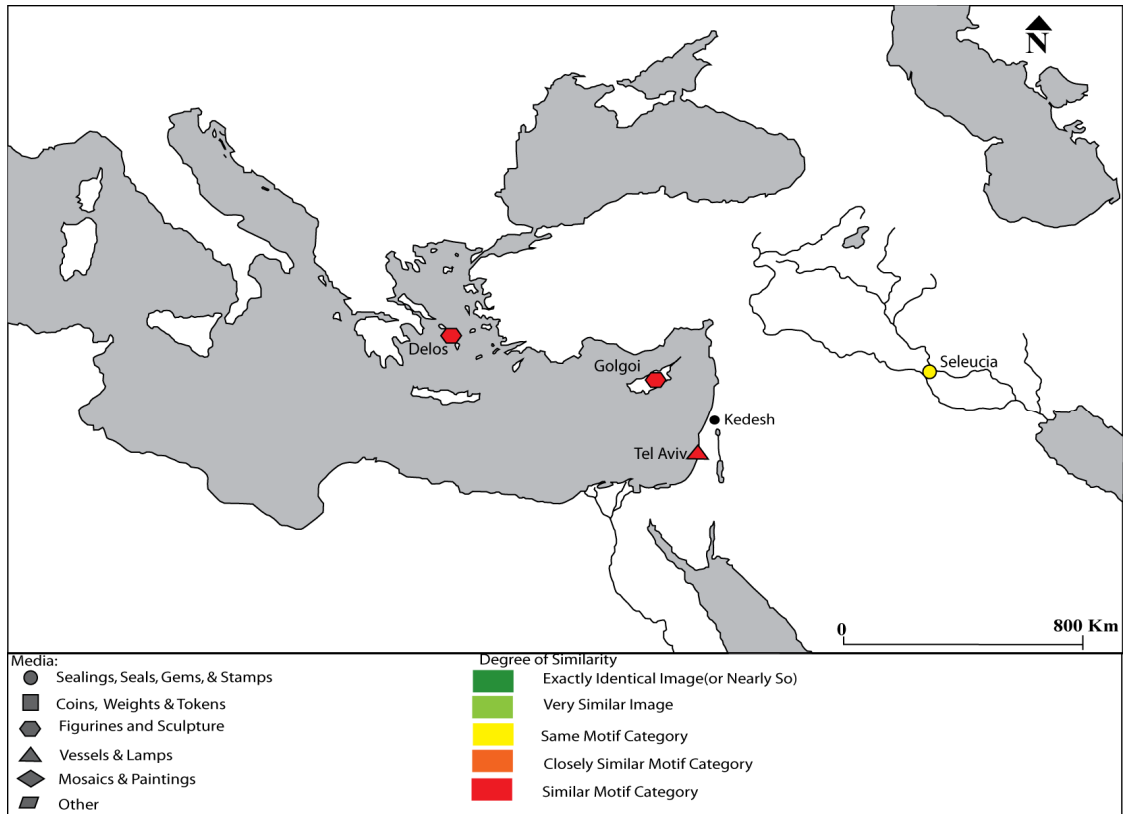 N
Delos
Golgoi
Seleucia
Kedesh
Tel Aviv
0
800 Km
Media:
Sealings, Seals, Gems, & Stamps
Coins, Weights & Tokens
Figurines and Sculpture
Vessels & Lamps
Mosaics & Paintings
Other
Degree of Similarity
Exactly Identical Image(or Nearly So)
Very Similar Image
Same Motif Category
Closely Similar Motif Category
Similar Motif Category